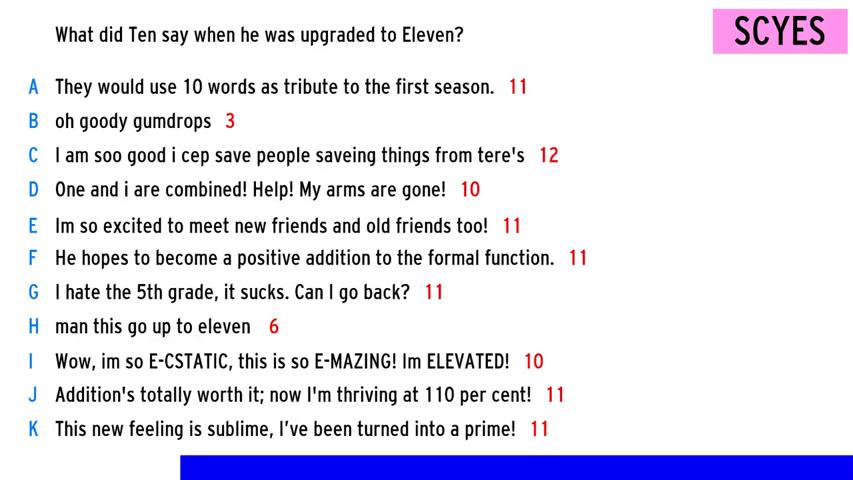 What did Ten say when he was upgraded to Eleven?
SCYES
A They would use 10 words as tribute to the first season. 11
B oh goody gumdrops 3
C I am soo good i cep save people saveing things from tere's 12
D One and i are combined! Help! My arms are gone! 10
E Im so excited to meet new friends and old friends too! 11
F He hopes to become a positive addition to the formal function. 11
G I hate the 5th grade, it sucks. Can I go back? 11
H man this go up to eleven 6
I Wow, im so E-CSTATIC, this is so E-MAZING! Im ELEVATED! 10
J Addition's totally worth it; now I'm thriving at 110 per cent! 11
K This new feeling is sublime, I've been turned into a prime! 11